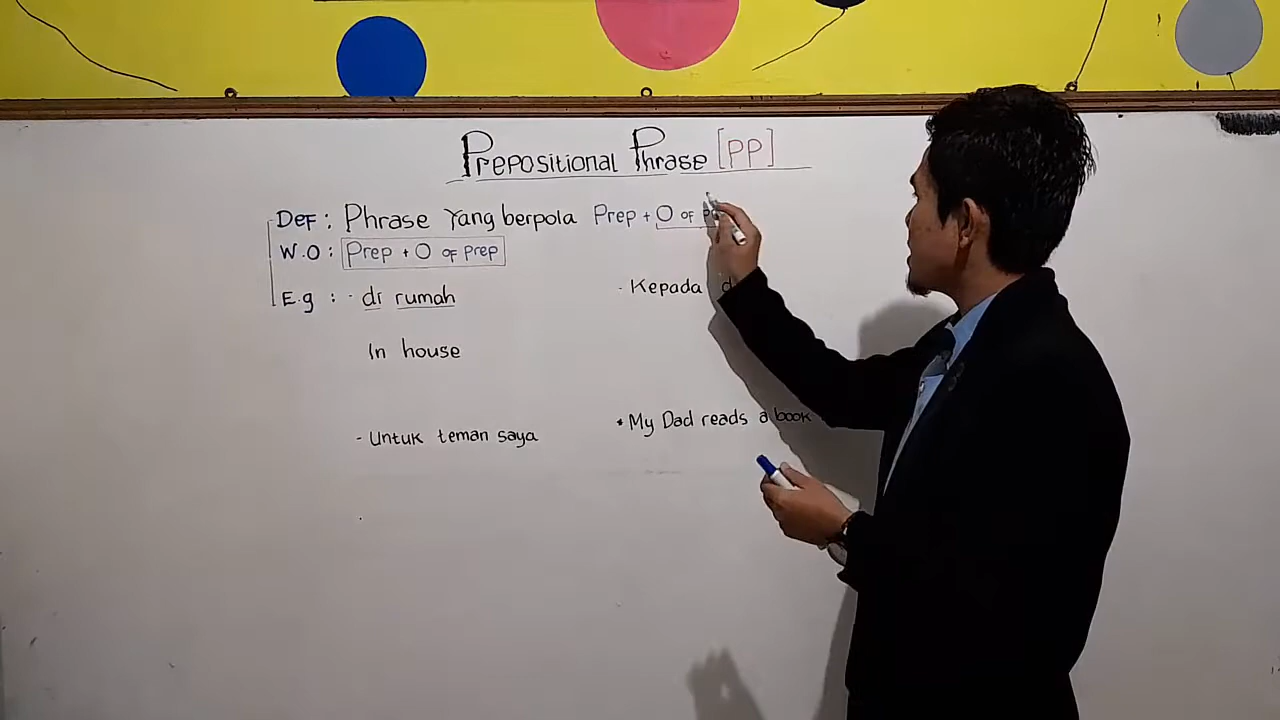 Prepositional Phrase [PP]
Def : Phrase Yang berpola Prep + O of
W.O : Prep + O of prep
E.g : - di rumah
- Kepada
In house
* My Dad reads a book
- Untuk teman saya